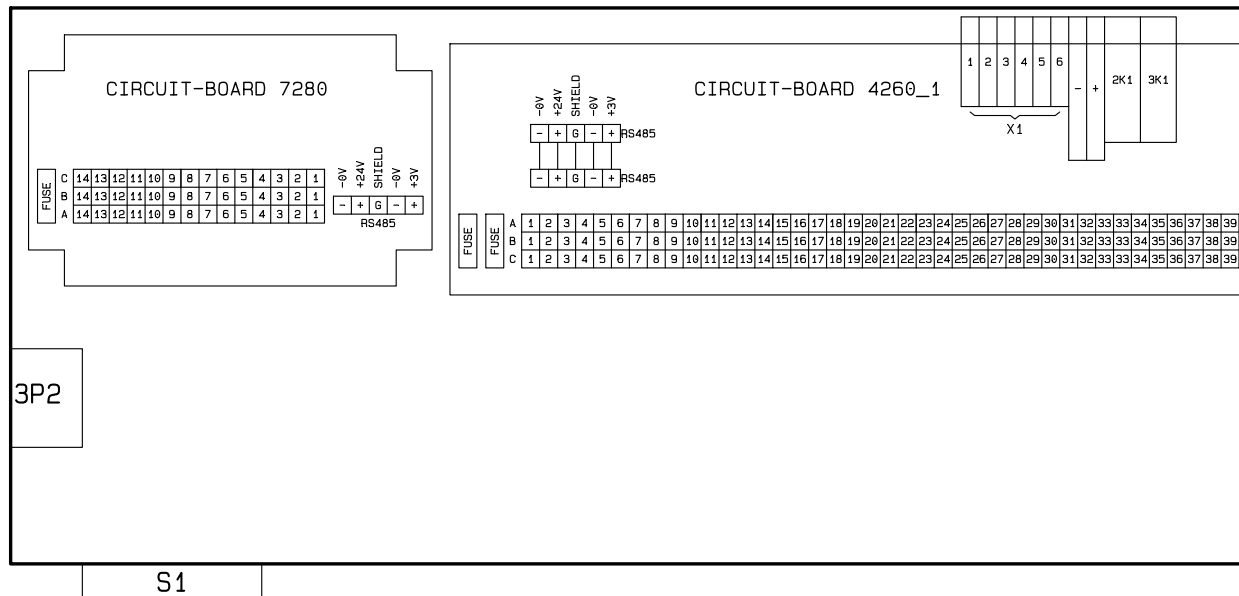 CIRCUIT-BOARD 7280
FUSE
C 14 13 12 11 10 9 8 7 6 5 4 3 2 1
B 14 13 12 11 10 9 8 7 6 5 4 3 2 1
A 14 13 12 11 10 9 8 7 6 5 4 3 2 1
-0V +24V SHIELD -0V +3V
- + G - +
RS485
CIRCUIT-BOARD 4260_1
-0V +24V SHIELD -0V +3V
- + G - + RS485
- + G - + RS485
1 2 3 4 5 6 - + 2K1 3K1
X1
FUSE FUSE
A 1 2 3 4 5 6 7 8 9 10 11 12 13 14 15 16 17 18 19 20 21 22 23 24 25 26 27 28 29 30 31 32 33 33 34 35 36 37 38 39
B 1 2 3 4 5 6 7 8 9 10 11 12 13 14 15 16 17 18 19 20 21 22 23 24 25 26 27 28 29 30 31 32 33 33 34 35 36 37 38 39
C 1 2 3 4 5 6 7 8 9 10 11 12 13 14 15 16 17 18 19 20 21 22 23 24 25 26 27 28 29 30 31 32 33 33 34 35 36 37 38 39
3P2
S1